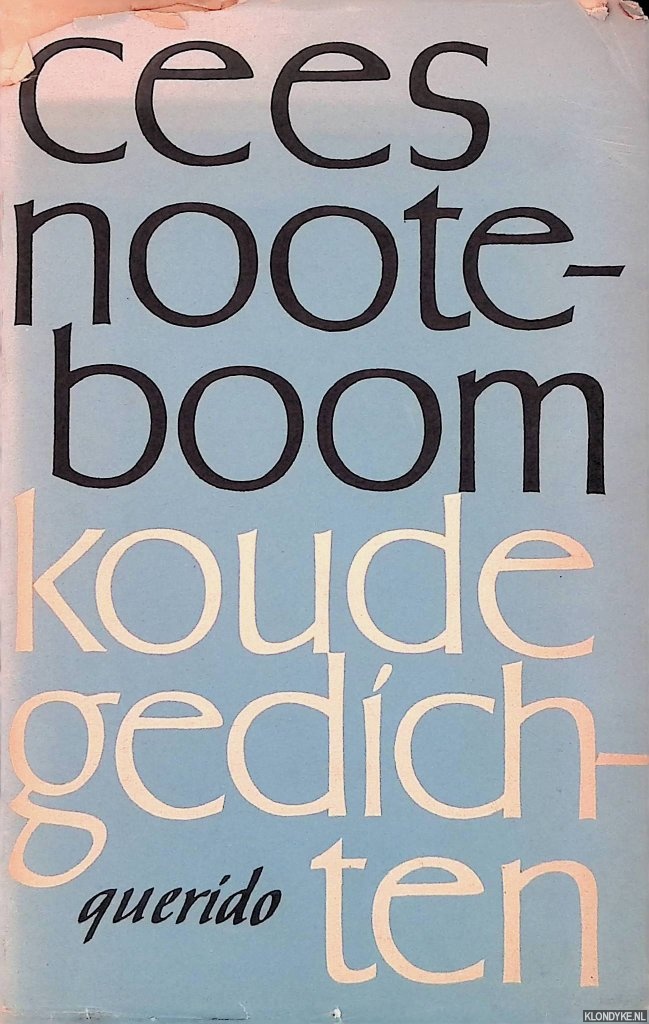 cees
noote-
boom
koude
gedich-
ten
querido
KLONDYKE.NL